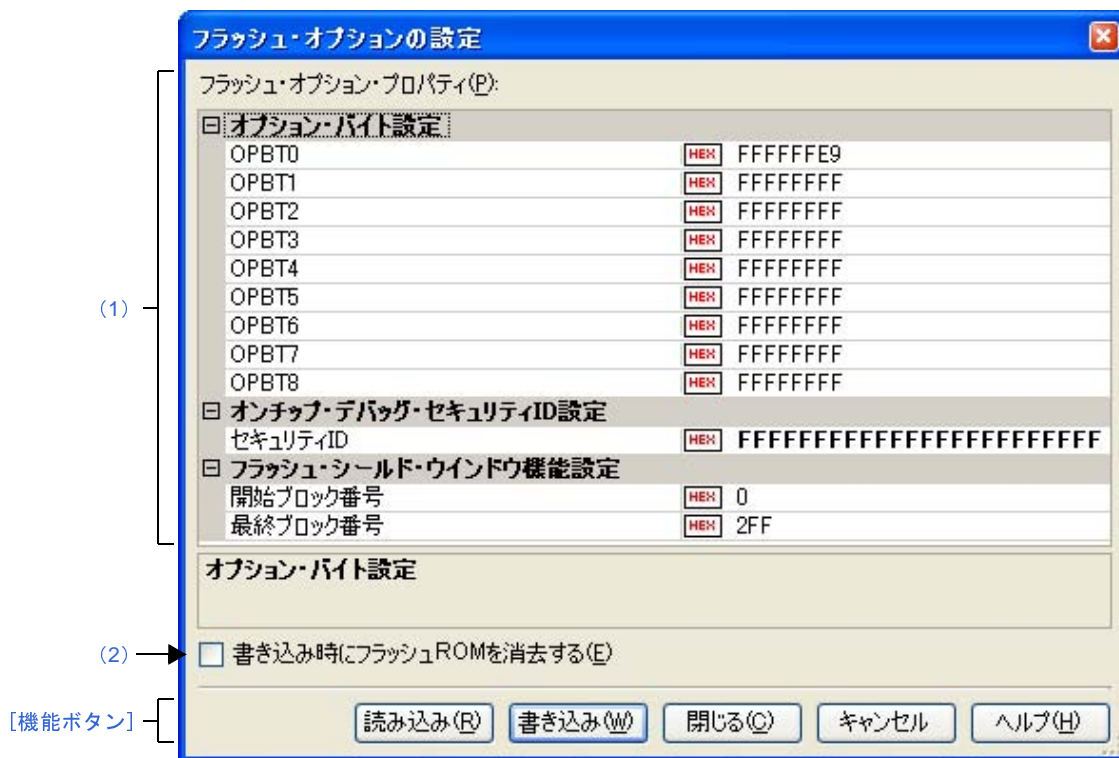 フラッシュ・オプションの設定
フラッシュ・オプション・プロパティ(P):
オプション・バイト設定
OPBT0 HEX FFFFFFE9
OPBT1 HEX FFFFFFFF
OPBT2 HEX FFFFFFFF
OPBT3 HEX FFFFFFFF
OPBT4 HEX FFFFFFFF
(1)
OPBT5 HEX FFFFFFFF
OPBT6 HEX FFFFFFFF
OPBT7 HEX FFFFFFFF
OPBT8 HEX FFFFFFFF
オンチップ・デバッグ・セキュリティID設定
セキュリティID HEX FFFFFFFFFFFFFFFFFFFFFFFF
フラッシュ・シールド・ウインドウ機能設定
開始ブロック番号 HEX 0
最終ブロック番号 HEX 2FF
オプション・バイト設定
(2) 書き込み時にフラッシュROMを消去する(E)
[機能ボタン] 読み込み(R) 書き込み(W) 閉じる(C) キャンセル ヘルプ(H)